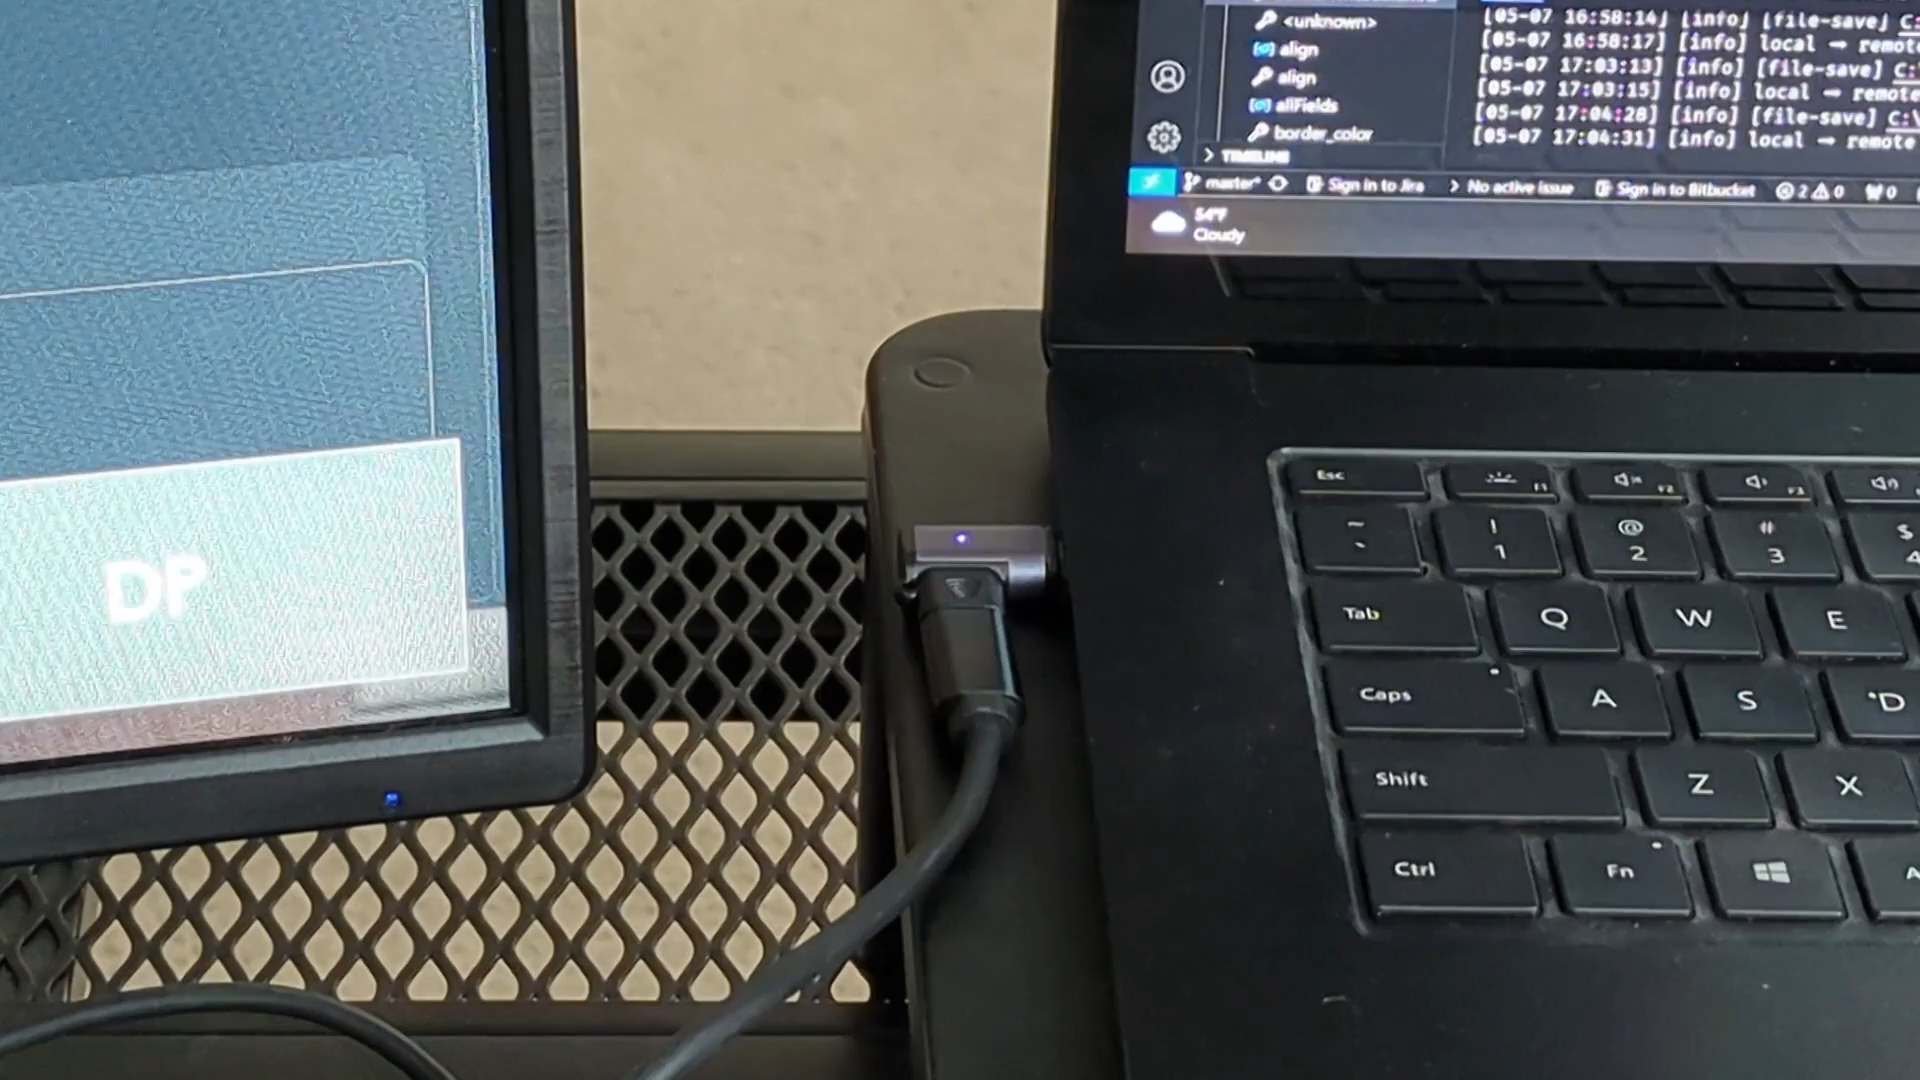 <unknown>
align
align
allFields
border_color
TIMELINE
[05-07 16:58:14] [info] [file-save] C:
[05-07 16:58:17] [info] local → remote
[05-07 17:03:13] [info] [file-save] C:\
[05-07 17:03:15] [info] local → remote
[05-07 17:04:28] [info] [file-save] C:\
[05-07 17:04:31] [info] local → remote
master* Sign in to Jira No active issue Sign in to Bitbucket 2 0 0
54°F
Cloudy
DP
Esc F1 F2 F3
~ ` ! 1 @ 2 # 3 $ 4
Tab Q W E
Caps A S D
Shift Z X
Ctrl Fn A